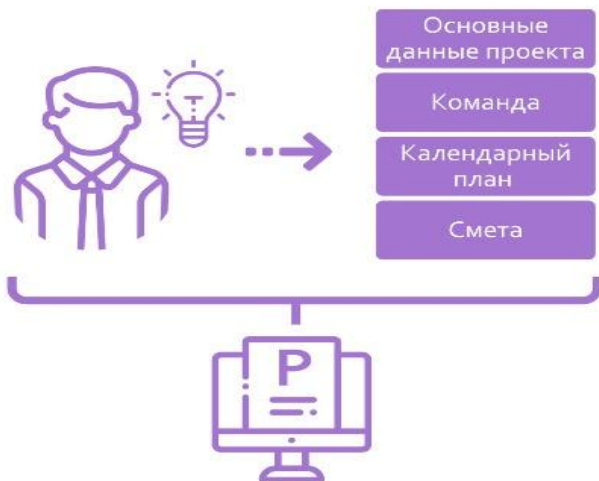 Основные
данные проекта
Команда
Календарный
план
Смета
P